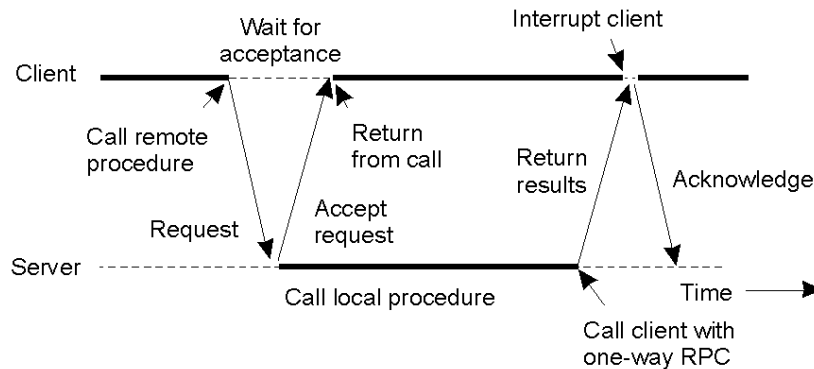 Interrupt client
Wait for
acceptance
Client
Call remote
procedure
Return
from call
Return
results
Acknowledge
Request
Accept
request
Server
Call local procedure
Time
Call client with
one-way RPC